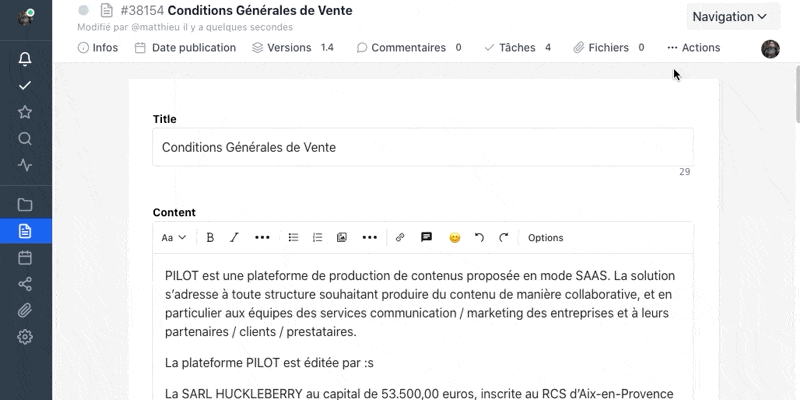 #38154 Conditions Générales de Vente
Navigation
Modifié par @matthieu il y a quelques secondes
Infos Date publication Versions 1.4 Commentaires 0 Tâches 4 Fichiers 0 Actions
Title
Conditions Générales de Vente
29
Content
Aa B I Options
PILOT est une plateforme de production de contenus proposée en mode SAAS. La solution
s'adresse à toute structure souhaitant produire du contenu de manière collaborative, et en
particulier aux équipes des services communication / marketing des entreprises et à leurs
partenaires / clients / prestataires.
La plateforme PILOT est éditée par :s
La SARL HUCKLEBERRY au capital de 53.500,00 euros, inscrite au RCS d'Aix-en-Provence